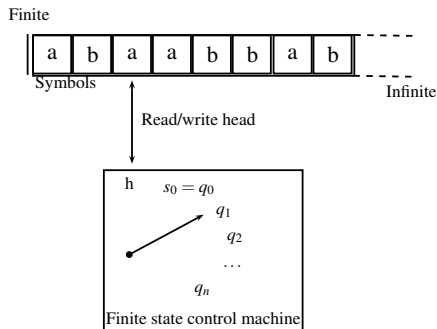 Finite
a b a a b b a b
Symbols
Infinite
Read/write head
h s₀ = q₀
q₁
q₂
...
qₙ
Finite state control machine